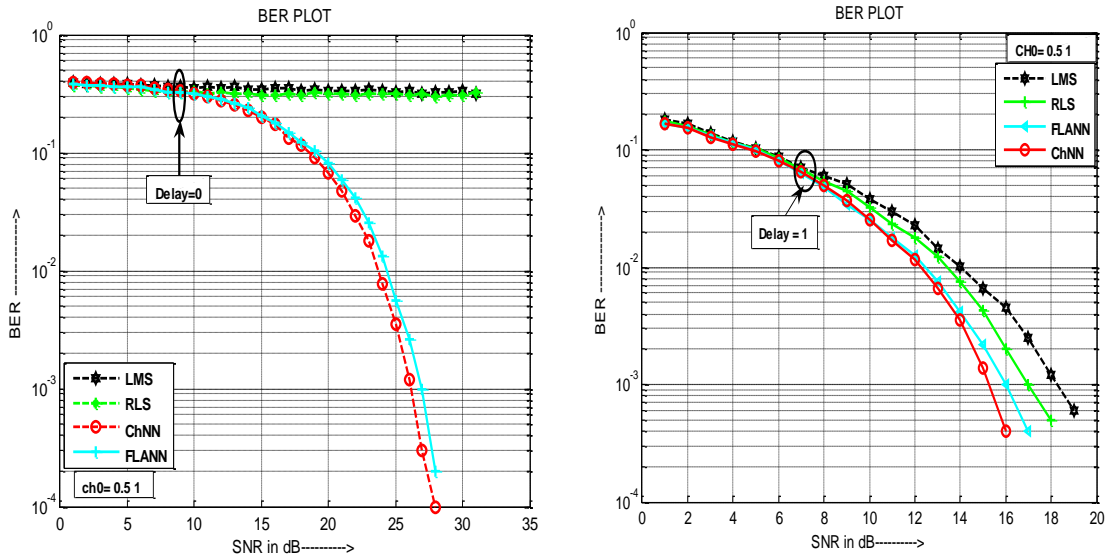 BER PLOT
10^0
10^-1
10^-2
10^-3
10^-4
BER ------------->
Delay=0
LMS
RLS
ChNN
FLANN
ch0= 0.5 1
0 5 10 15 20 25 30 35
SNR in dB---------->
BER PLOT
10^0
10^-1
10^-2
10^-3
10^-4
BER ------------->
CH0= 0.5 1
LMS
RLS
FLANN
ChNN
Delay = 1
0 2 4 6 8 10 12 14 16 18 20
SNR in dB---------->